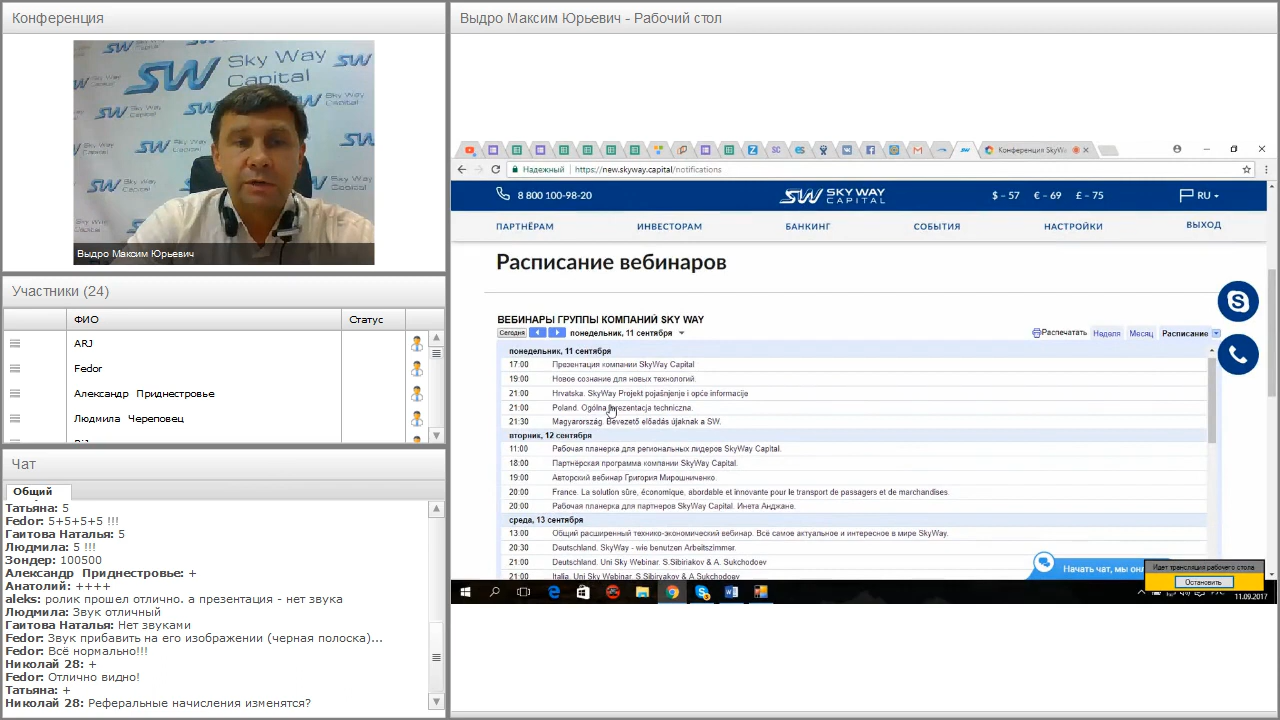 Конференция
Sky Way
Capital
Выдро Максим Юрьевич
Участники (24)
ФИО
Статус
ARJ
Fedor
Александр Приднестровье
Людмила Череповец
Чат
Общий
Татьяна: 5
Fedor: 5+5+5+5 !!!
Гаитова Наталья: 5
Людмила: 5 !!!
Зондер: 100500
Александр Приднестровье: +
Анатолий: ++++
aleks: ролик прошел отлично. а презентация - нет звука
Людмила: Звук отличный
Гаитова Наталья: Нет звуками
Fedor: Звук прибавить на его изображении (черная полоска)...
Fedor: Всё нормально!!!
Николай 28: +
Fedor: Отлично видно!
Татьяна: +
Николай 28: Реферальные начисления изменятся?
Выдро Максим Юрьевич - Рабочий стол
Конференция SkyWa
Надежный
https://new.skyway.capital/notifications
8 800 100-98-20
SW SKY WAY
CAPITAL
$ – 57 € – 69 £ – 75
RU
ПАРТНЁРАМ ИНВЕСТОРАМ БАНКИНГ СОБЫТИЯ НАСТРОЙКИ ВЫХОД
Расписание вебинаров
ВЕБИНАРЫ ГРУППЫ КОМПАНИЙ SKY WAY
Сегодня понедельник, 11 сентября Распечатать Неделя Месяц Расписание
понедельник, 11 сентября
17:00 Презентация компании SkyWay Capital
19:00 Новое сознание для новых технологий.
21:00 Hrvatska. SkyWay Projekt pojašnjenje i opće informacije
21:00 Poland. Ogólna prezentacja techniczna.
21:30 Magyarország. Bevezető előadás újaknak a SW.
вторник, 12 сентября
11:00 Рабочая планерка для региональных лидеров SkyWay Capital.
18:00 Партнёрская программа компании SkyWay Capital.
19:00 Авторский вебинар Григория Мирошниченко.
20:00 France. La solution sûre, économique, abordable et innovante pour le transport de passagers et de marchandises.
20:00 Рабочая планерка для партнеров SkyWay Capital. Инета Анджане.
среда, 13 сентября
13:00 Общий расширенный технико-экономический вебинар. Всё самое актуальное и интересное в мире SkyWay.
20:30 Deutschland. SkyWay - wie benutzen Arbeitszimmer.
21:00 Deutschland. Uni Sky Webinar. S.Sibiriakov & A. Sukchodoev
21:00 Italia. Uni Sky Webinar. S.Sibiryakov & A.Sukchodoev
Начать чат, мы онл
Идет трансляция рабочего стола
Остановить
11.09.2017